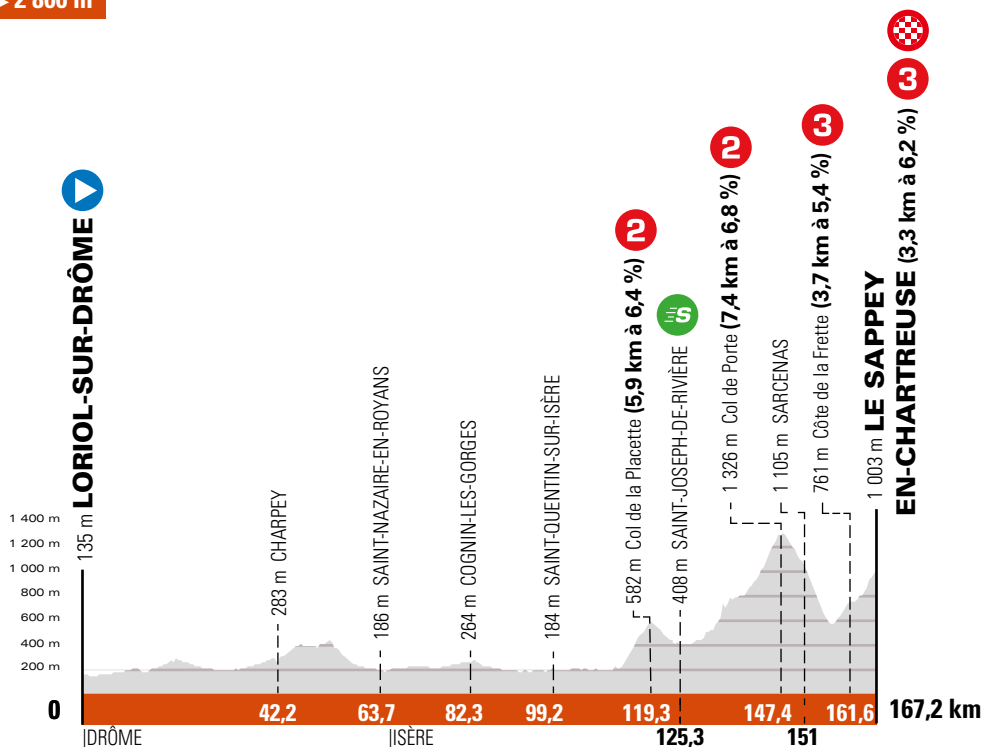 2 800 m
3
3
2
2
S
135 m LORIOL-SUR-DRÔME
283 m CHARPEY
186 m SAINT-NAZAIRE-EN-ROYANS
264 m COGNIN-LES-GORGES
184 m SAINT-QUENTIN-SUR-ISÈRE
582 m Col de la Placette (5,9 km à 6,4 %)
408 m SAINT-JOSEPH-DE-RIVIÈRE
1 326 m Col de Porte (7,4 km à 6,8 %)
1 105 m SARCENAS
761 m Côte de la Frette (3,7 km à 5,4 %)
1 003 m LE SAPPEY
EN-CHARTREUSE (3,3 km à 6,2 %)
1 400 m
1 200 m
1 000 m
800 m
600 m
400 m
200 m
0 42,2 63,7 82,3 99,2 119,3 147,4 161,6 167,2 km
DRÔME ISÈRE 125,3 151